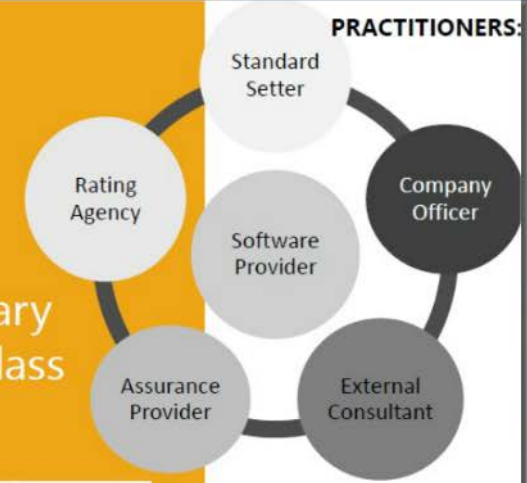 PRACTITIONERS:
Standard
Setter
Rating
Agency
Company
Officer
Software
Provider
ary
lass
Assurance
Provider
External
Consultant